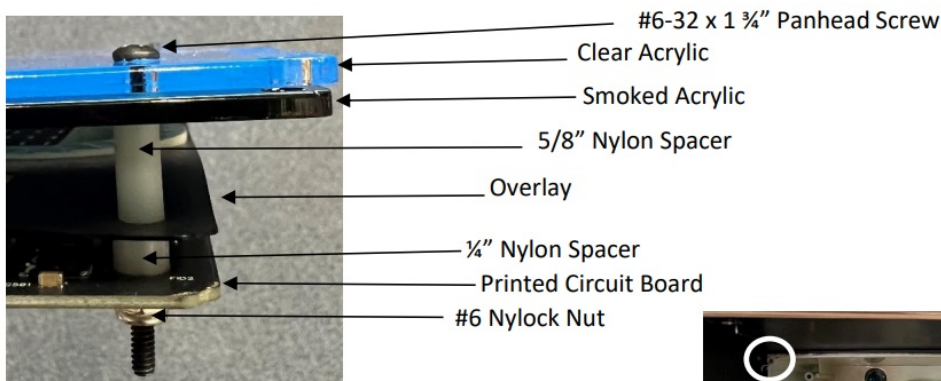 #6-32 x 1 ¾” Panhead Screw
Clear Acrylic
Smoked Acrylic
5/8” Nylon Spacer
Overlay
¼” Nylon Spacer
Printed Circuit Board
#6 Nylock Nut